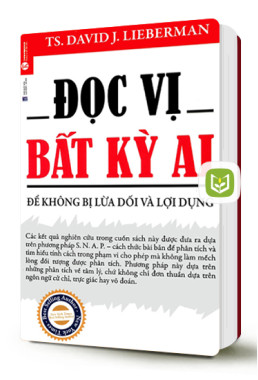 TS. DAVID J. LIEBERMAN
ĐỌC VỊ
BẤT KỲ AI
ĐỂ KHÔNG BỊ LỪA DỐI VÀ LỢI DỤNG
Các kết quả nghiên cứu trong cuốn sách này được đưa ra dựa
trên phương pháp S. N. A. P. – cách thức bài bản để phân tích và
tìm hiểu tính cách trong phạm vi cho phép mà không làm mếch
lòng đối tượng được phân tích. Phương pháp này dựa trên
những phân tích về tâm lý, chứ không chỉ đơn thuần dựa trên
ngôn ngữ cử chỉ, trực giác hay võ đoán.